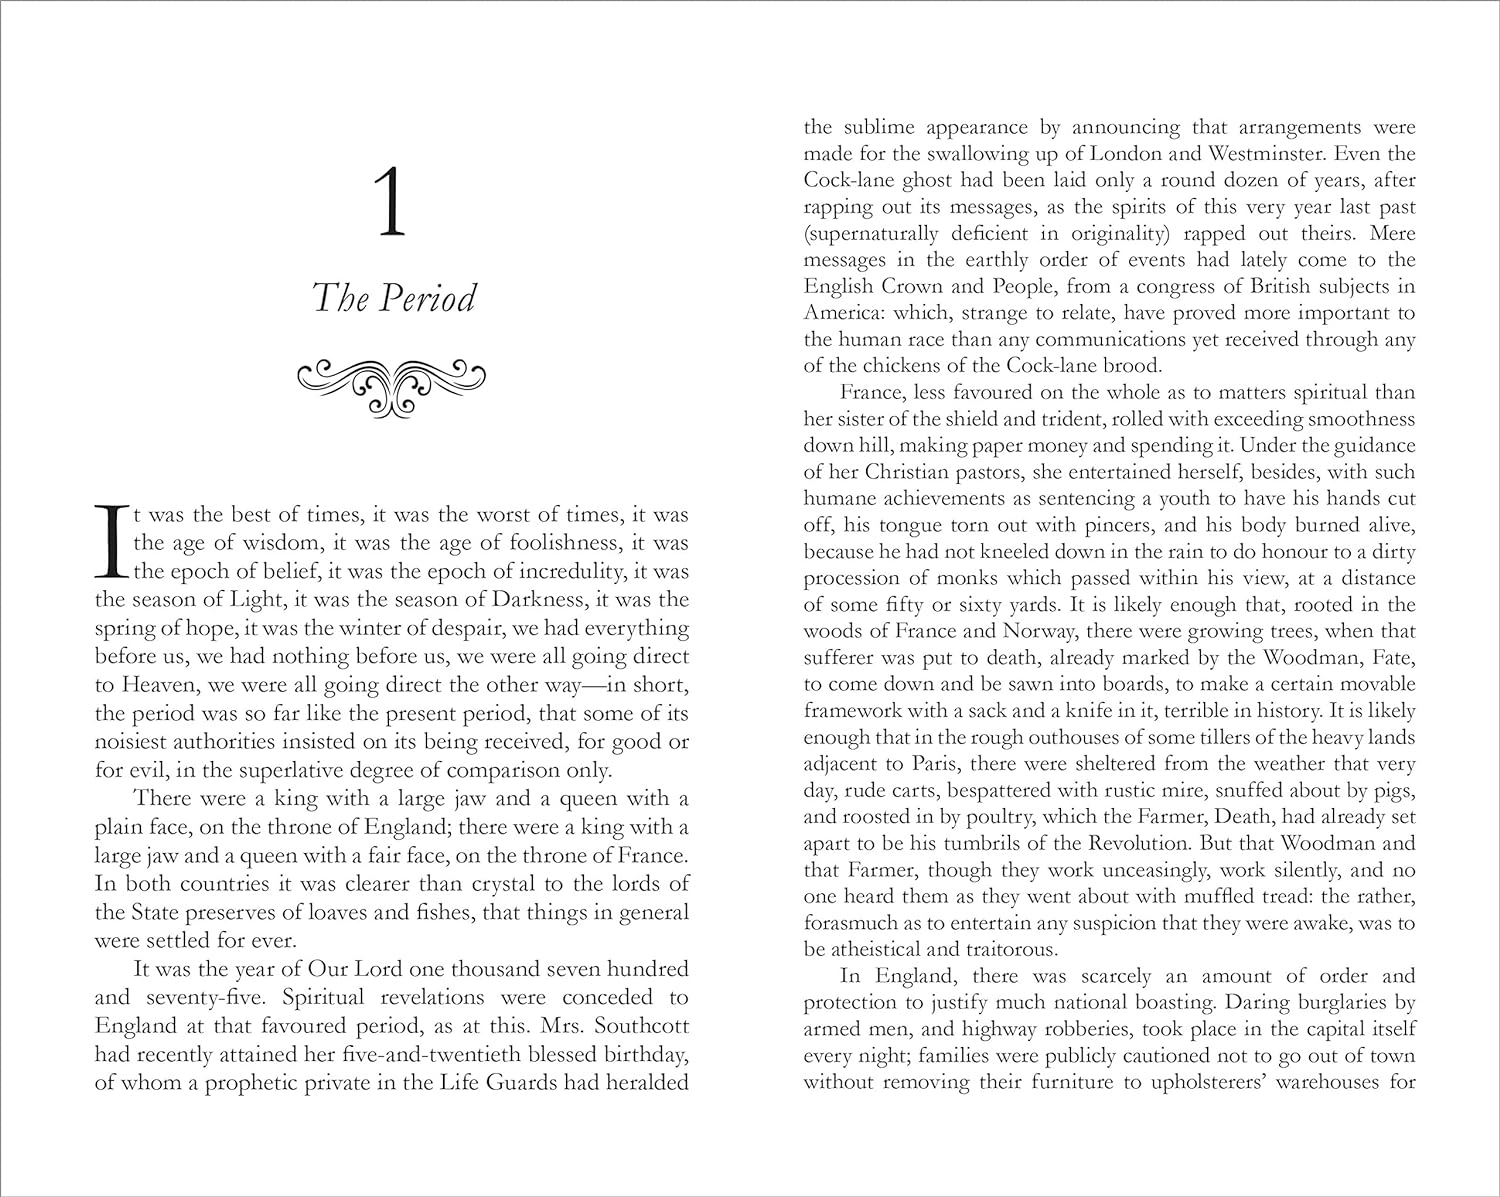 1
The Period
It was the best of times, it was the worst of times, it was
the age of wisdom, it was the age of foolishness, it was
the epoch of belief, it was the epoch of incredulity, it was
the season of Light, it was the season of Darkness, it was the
spring of hope, it was the winter of despair, we had everything
before us, we had nothing before us, we were all going direct
to Heaven, we were all going direct the other way—in short,
the period was so far like the present period, that some of its
noisiest authorities insisted on its being received, for good or
for evil, in the superlative degree of comparison only.
There were a king with a large jaw and a queen with a
plain face, on the throne of England; there were a king with a
large jaw and a queen with a fair face, on the throne of France.
In both countries it was clearer than crystal to the lords of
the State preserves of loaves and fishes, that things in general
were settled for ever.
It was the year of Our Lord one thousand seven hundred
and seventy-five. Spiritual revelations were conceded to
England at that favoured period, as at this. Mrs. Southcott
had recently attained her five-and-twentieth blessed birthday,
of whom a prophetic private in the Life Guards had heralded
the sublime appearance by announcing that arrangements were
made for the swallowing up of London and Westminster. Even the
Cock-lane ghost had been laid only a round dozen of years, after
rapping out its messages, as the spirits of this very year last past
(supernaturally deficient in originality) rapped out theirs. Mere
messages in the earthly order of events had lately come to the
English Crown and People, from a congress of British subjects in
America: which, strange to relate, have proved more important to
the human race than any communications yet received through any
of the chickens of the Cock-lane brood.
France, less favoured on the whole as to matters spiritual than
her sister of the shield and trident, rolled with exceeding smoothness
down hill, making paper money and spending it. Under the guidance
of her Christian pastors, she entertained herself, besides, with such
humane achievements as sentencing a youth to have his hands cut
off, his tongue torn out with pincers, and his body burned alive,
because he had not kneeled down in the rain to do honour to a dirty
procession of monks which passed within his view, at a distance
of some fifty or sixty yards. It is likely enough that, rooted in the
woods of France and Norway, there were growing trees, when that
sufferer was put to death, already marked by the Woodman, Fate,
to come down and be sawn into boards, to make a certain movable
framework with a sack and a knife in it, terrible in history. It is likely
enough that in the rough outhouses of some tillers of the heavy lands
adjacent to Paris, there were sheltered from the weather that very
day, rude carts, bespattered with rustic mire, snuffed about by pigs,
and roosted in by poultry, which the Farmer, Death, had already set
apart to be his tumbrils of the Revolution. But that Woodman and
that Farmer, though they work unceasingly, work silently, and no
one heard them as they went about with muffled tread: the rather,
forasmuch as to entertain any suspicion that they were awake, was to
be atheistical and traitorous.
In England, there was scarcely an amount of order and
protection to justify much national boasting. Daring burglaries by
armed men, and highway robberies, took place in the capital itself
every night; families were publicly cautioned not to go out of town
without removing their furniture to upholsterers’ warehouses for